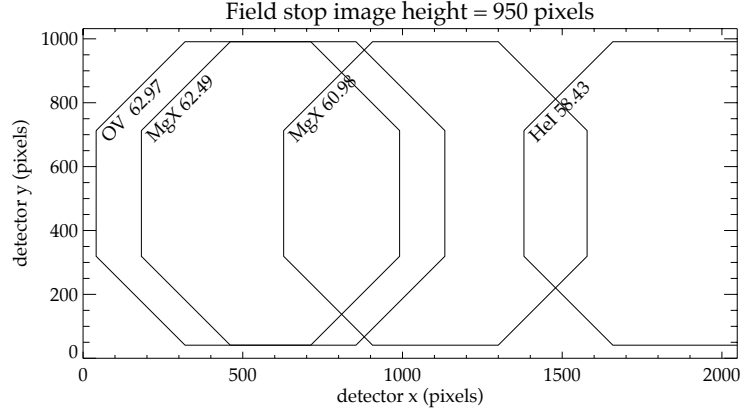 Field stop image height = 950 pixels
1000
800
600
400
200
0
detector y (pixels)
OV 62.97
MgX 62.49
MgX 60.98
HeI 58.43
0
500
1000
1500
2000
detector x (pixels)